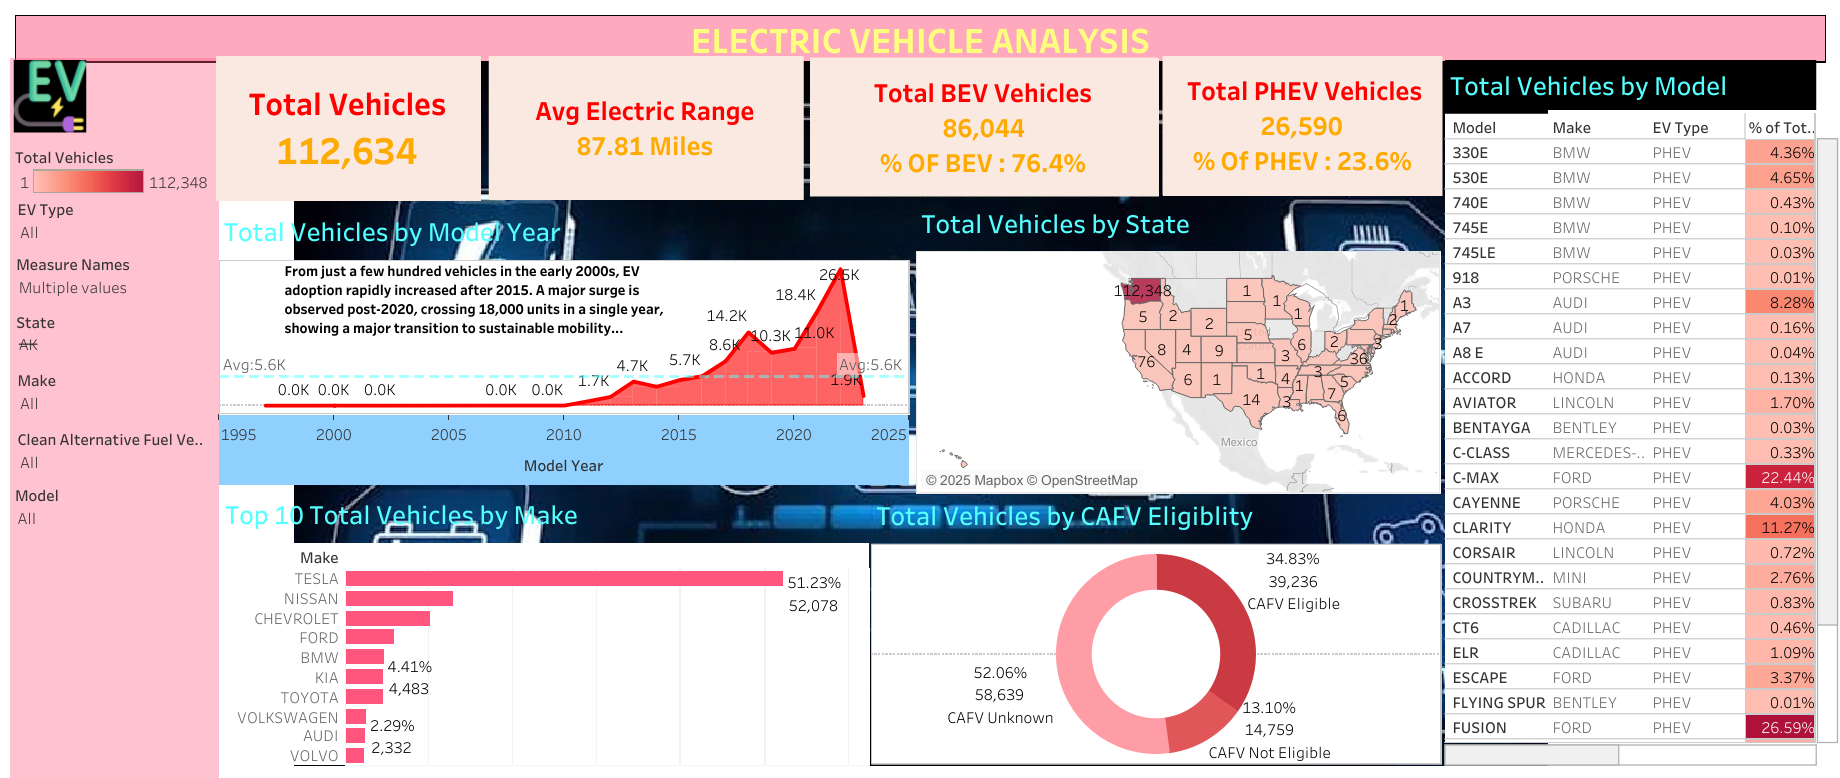 ELECTRIC VEHICLE ANALYSIS
EV
Total Vehicles
1 112,348
EV Type
All
Measure Names
Multiple values
State
AK
Make
All
Clean Alternative Fuel Ve..
All
Model
All
Total Vehicles
112,634
Avg Electric Range
87.81 Miles
Total BEV Vehicles
86,044
% OF BEV : 76.4%
Total PHEV Vehicles
26,590
% Of PHEV : 23.6%
Total Vehicles by Model Year
From just a few hundred vehicles in the early 2000s, EV
adoption rapidly increased after 2015. A major surge is
observed post-2020, crossing 18,000 units in a single year,
showing a major transition to sustainable mobility...
26.5K
18.4K
14.2K
10.3K 11.0K
8.6K
5.7K
4.7K
Avg:5.6K
Avg:5.6K
1.7K
1.9K
0.0K 0.0K 0.0K 0.0K 0.0K
1995 2000 2005 2010 2015 2020 2025
Model Year
Total Vehicles by State
112,348 1 1 1
5 2 2 1 2
5 6 2 3
76 8 4 9 3 36
6 1 1 4 3 5
14 3 1 7 6
Mexico
© 2025 Mapbox © OpenStreetMap
Top 10 Total Vehicles by Make
Make
TESLA
51.23%
52,078
NISSAN
CHEVROLET
FORD
BMW
4.41%
4,483
KIA
TOYOTA
VOLKSWAGEN
2.29%
2,332
AUDI
VOLVO
Total Vehicles by CAFV Eligiblity
34.83%
39,236
CAFV Eligible
52.06%
58,639
CAFV Unknown
13.10%
14,759
CAFV Not Eligible
Total Vehicles by Model
Model Make EV Type % of Tot..
330E BMW PHEV 4.36%
530E BMW PHEV 4.65%
740E BMW PHEV 0.43%
745E BMW PHEV 0.10%
745LE BMW PHEV 0.03%
918 PORSCHE PHEV 0.01%
A3 AUDI PHEV 8.28%
A7 AUDI PHEV 0.16%
A8 E AUDI PHEV 0.04%
ACCORD HONDA PHEV 0.13%
AVIATOR LINCOLN PHEV 1.70%
BENTAYGA BENTLEY PHEV 0.03%
C-CLASS MERCEDES-.. PHEV 0.33%
C-MAX FORD PHEV 22.44%
CAYENNE PORSCHE PHEV 4.03%
CLARITY HONDA PHEV 11.27%
CORSAIR LINCOLN PHEV 0.72%
COUNTRYM.. MINI PHEV 2.76%
CROSSTREK SUBARU PHEV 0.83%
CT6 CADILLAC PHEV 0.46%
ELR CADILLAC PHEV 1.09%
ESCAPE FORD PHEV 3.37%
FLYING SPUR BENTLEY PHEV 0.01%
FUSION FORD PHEV 26.59%